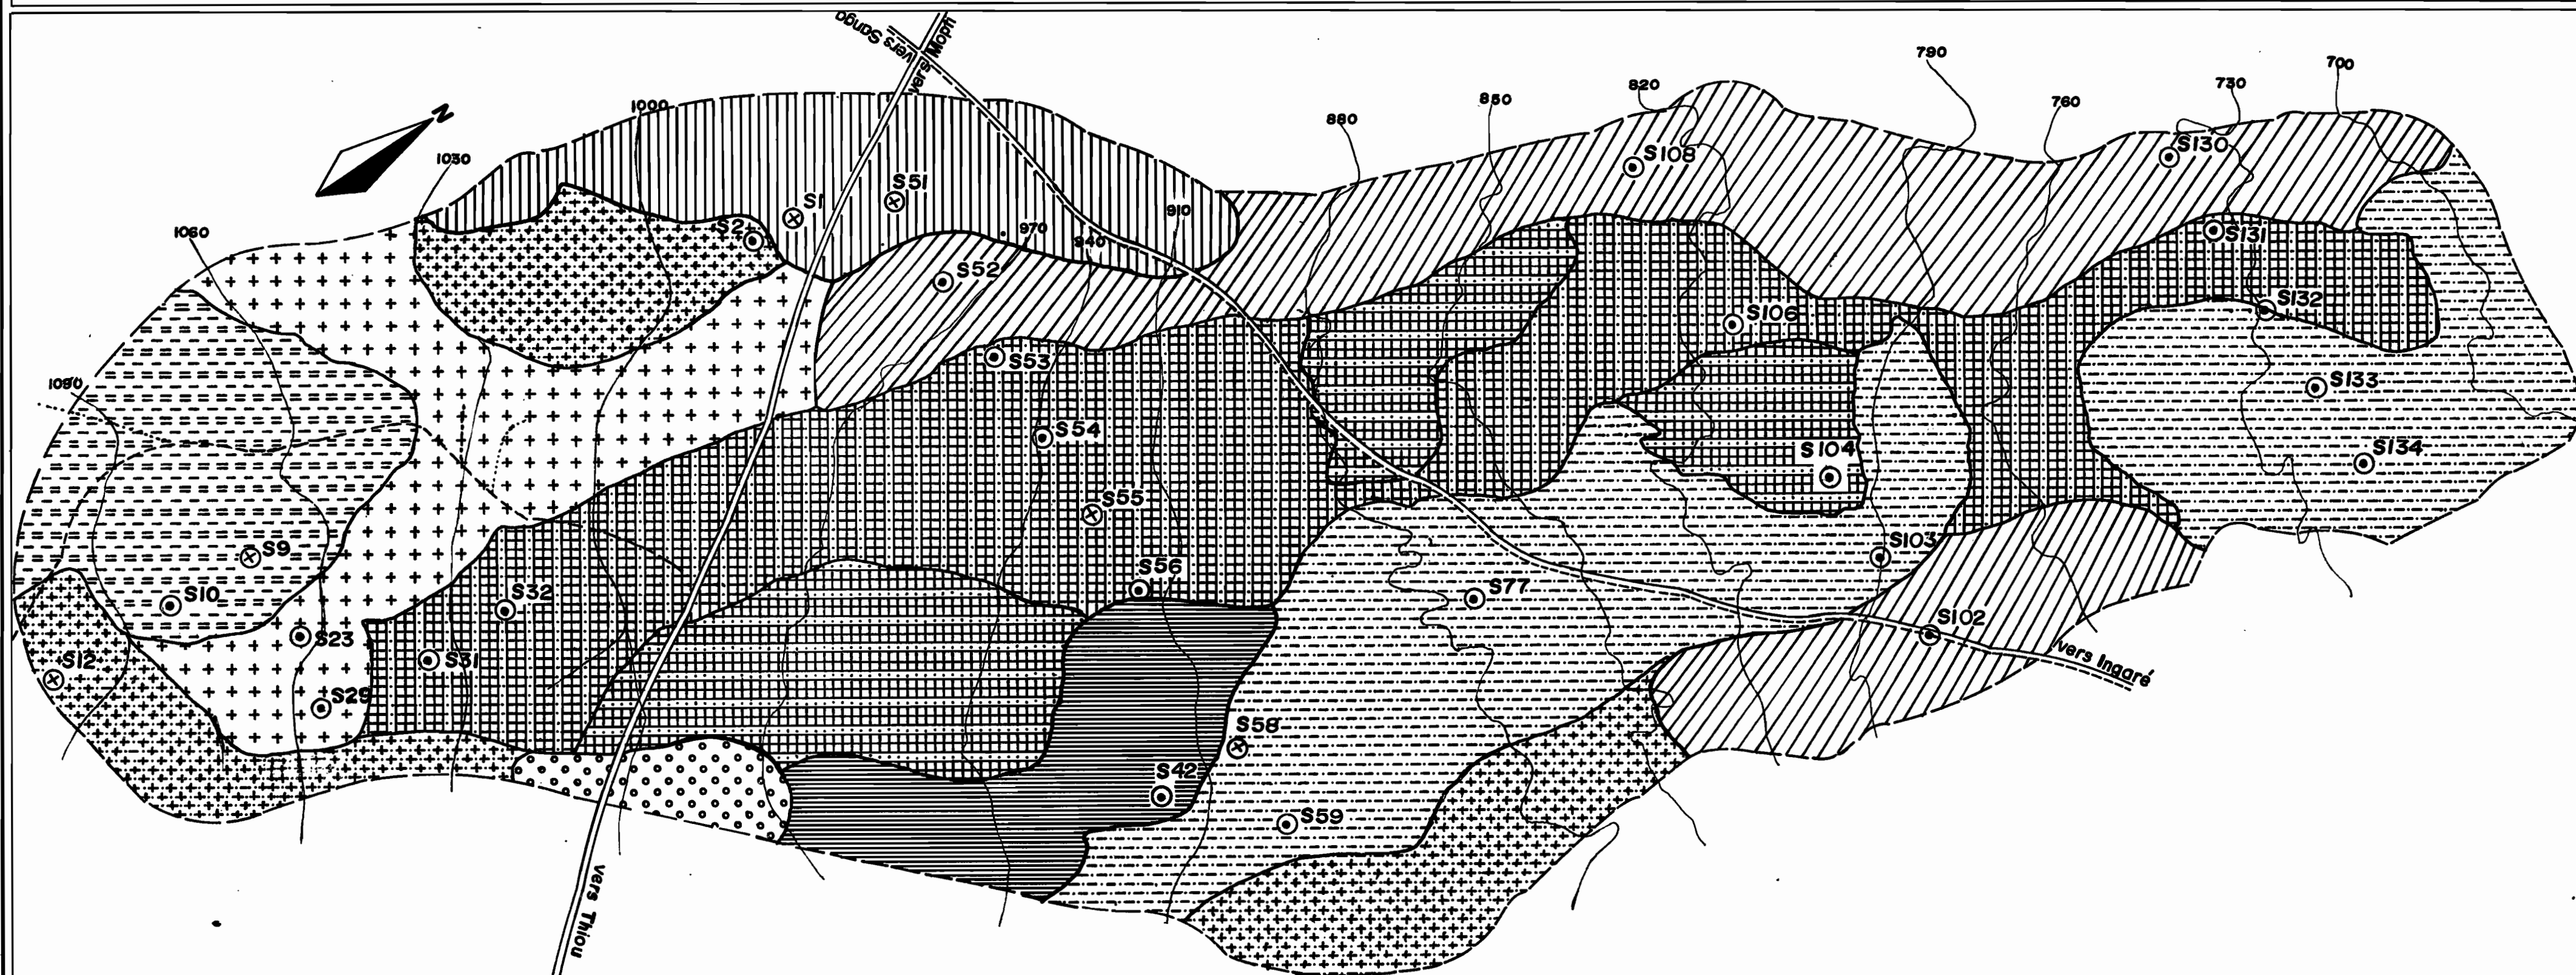 vers Sanga
vers Mopti
N
790
700
820
730
850
760
1000
880
1030
S130
S108
S51
S1
910
S2
970
1060
S131
940
S52
S132
S106
S53
1090
S133
S54
S104
S134
S55
S103
S9
S56
S77
S10
S32
S102
S23
S31
vers Ingaré
S12
S29
S58
S42
S59
vers Thiou